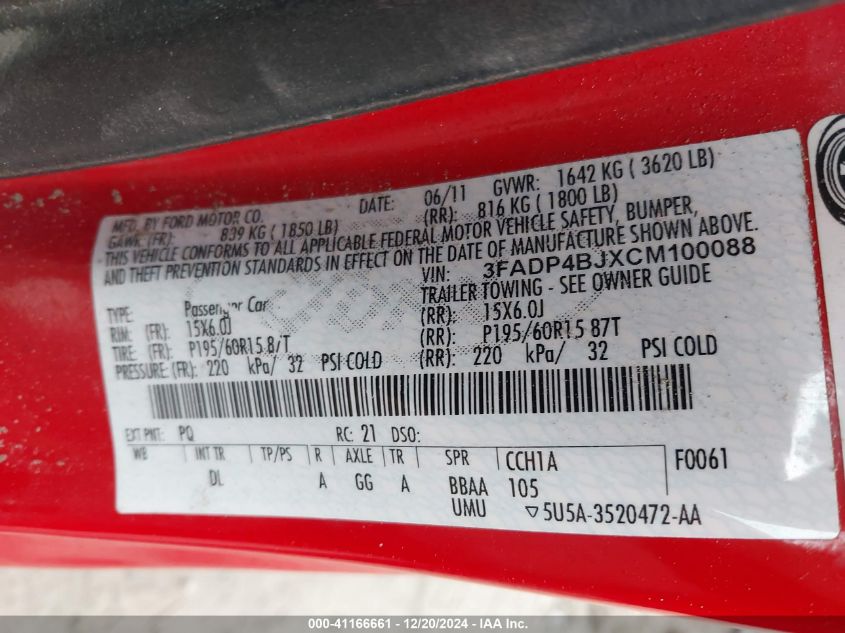 MFD. BY FORD MOTOR CO. DATE: 06/11 GVWR: 1642 KG ( 3620 LB)
GAWR: (FR): 839 KG ( 1850 LB) (RR): 816 KG ( 1800 LB)
- THIS VEHICLE CONFORMS TO ALL APPLICABLE FEDERAL MOTOR VEHICLE SAFETY, BUMPER,
AND THEFT PREVENTION STANDARDS IN EFFECT ON THE DATE OF MANUFACTURE SHOWN ABOVE.
VIN: 3FADP4BJXCM100088
TYPE: Passenger Car TRAILER TOWING - SEE OWNER GUIDE
RIM: (FR): 15X6.0J (RR): 15X6.0J
TIRE: (FR): P195/60R15 87T (RR): P195/60R15 87T
PRESSURE: (FR): 220 kPa/ 32 PSI COLD (RR): 220 kPa/ 32 PSI COLD
EXT PNT: PQ RC: 21 DSO:
WB INT TR TP/PS R AXLE TR SPR CCH1A F0061
DL A GG A BBAA 105
UMU ▽5U5A-3520472-AA
000-41166661 - 12/20/2024 - IAAI.com